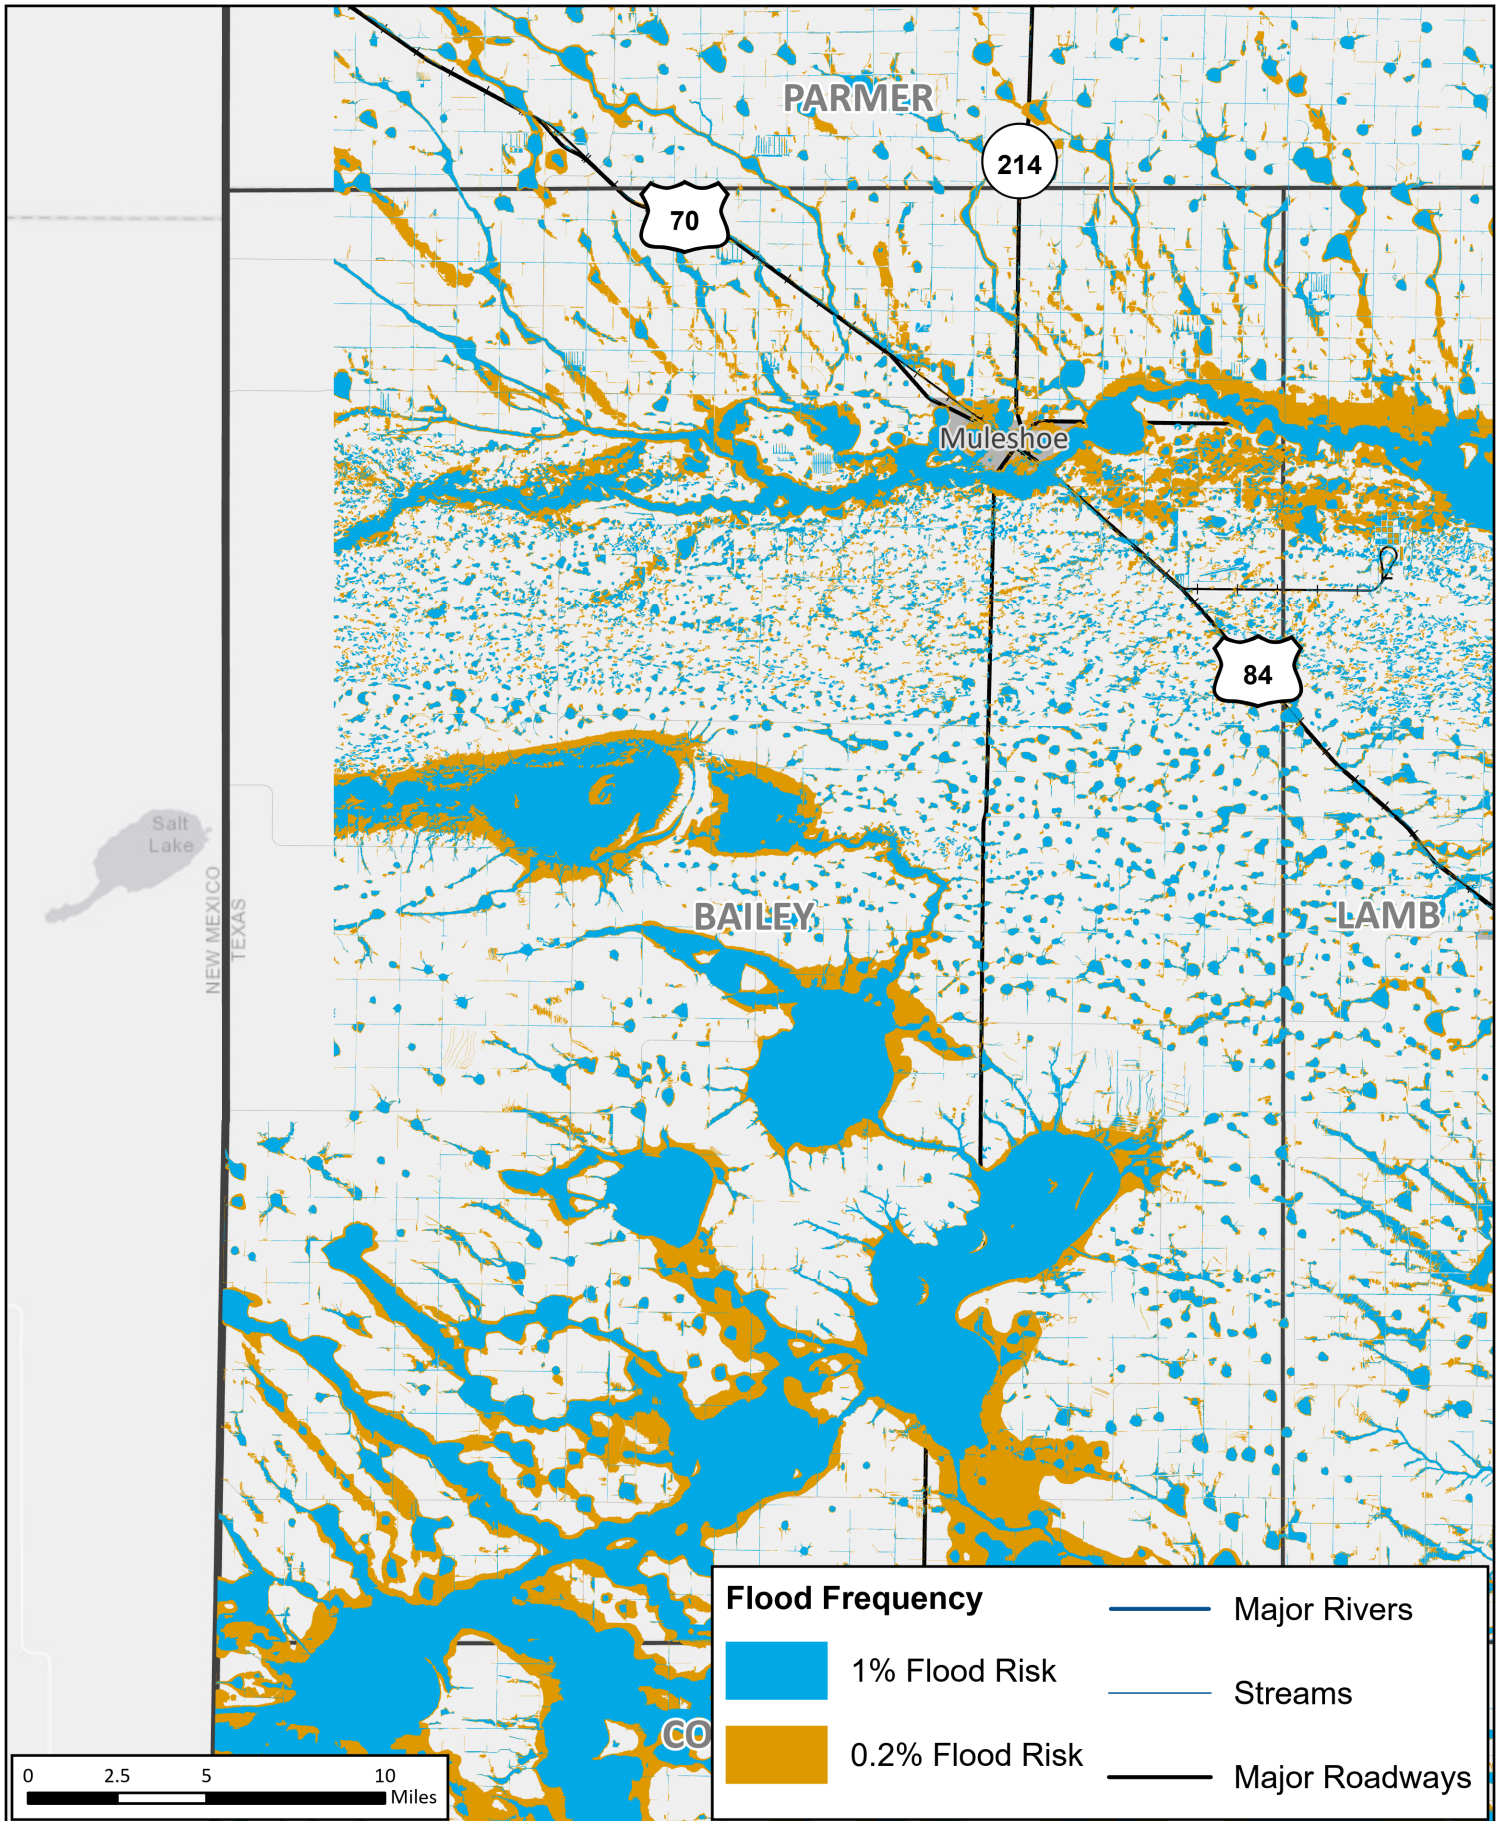 PARMER
214
70
Muleshoe
84
Salt
Lake
NEW MEXICO
TEXAS
BAILEY
LAMB
CO
Flood Frequency
1% Flood Risk
0.2% Flood Risk
Major Rivers
Streams
Major Roadways
0 2.5 5 10
Miles